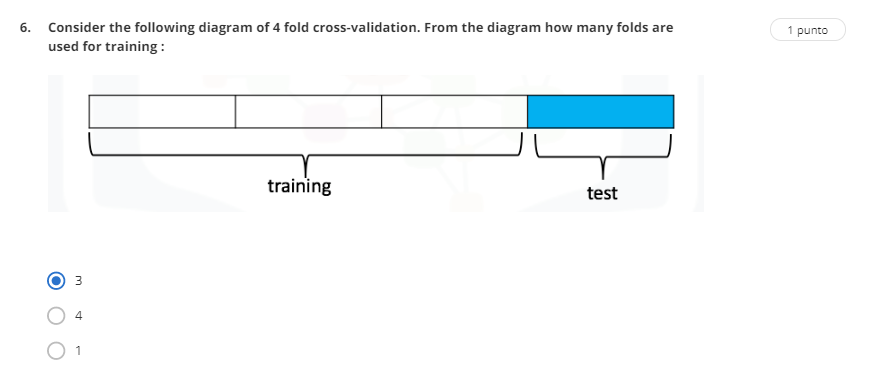 6. Consider the following diagram of 4 fold cross-validation. From the diagram how many folds are
used for training :
1 punto
training
test
3
4
1